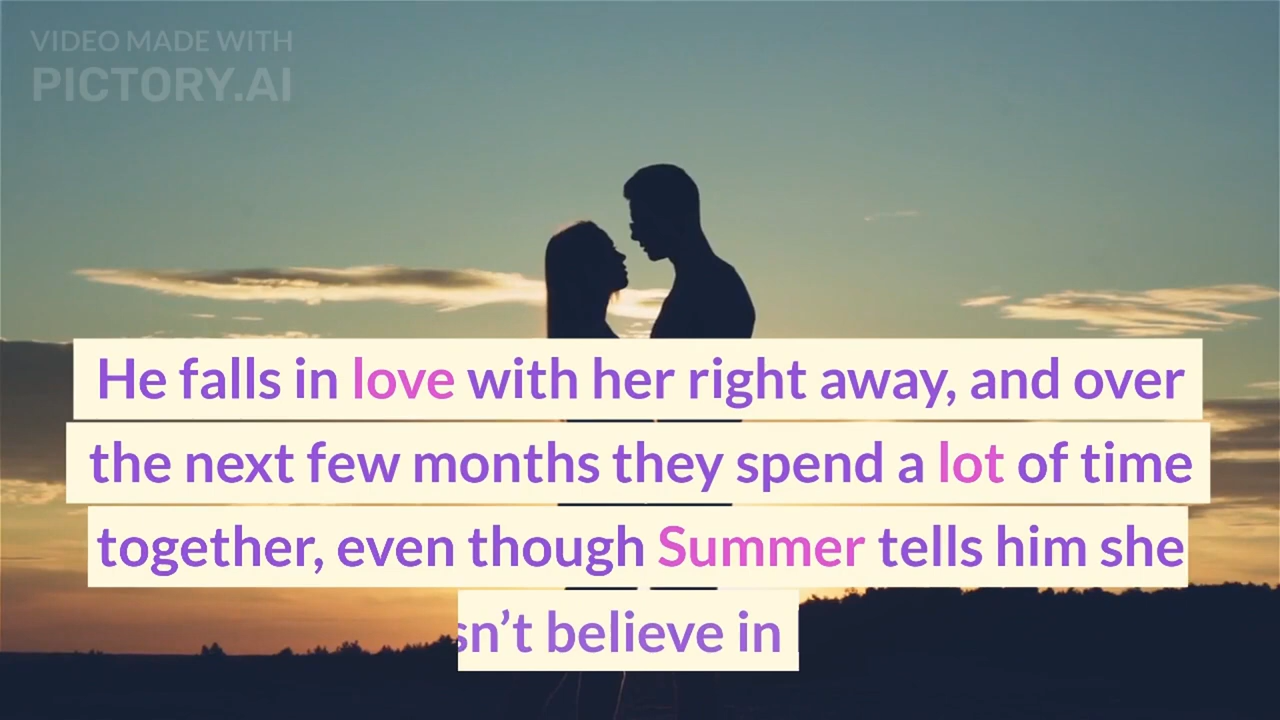 VIDEO MADE WITH
PICTORY.AI
He falls in love with her right away, and over
the next few months they spend a lot of time
together, even though Summer tells him she
sn’t believe in